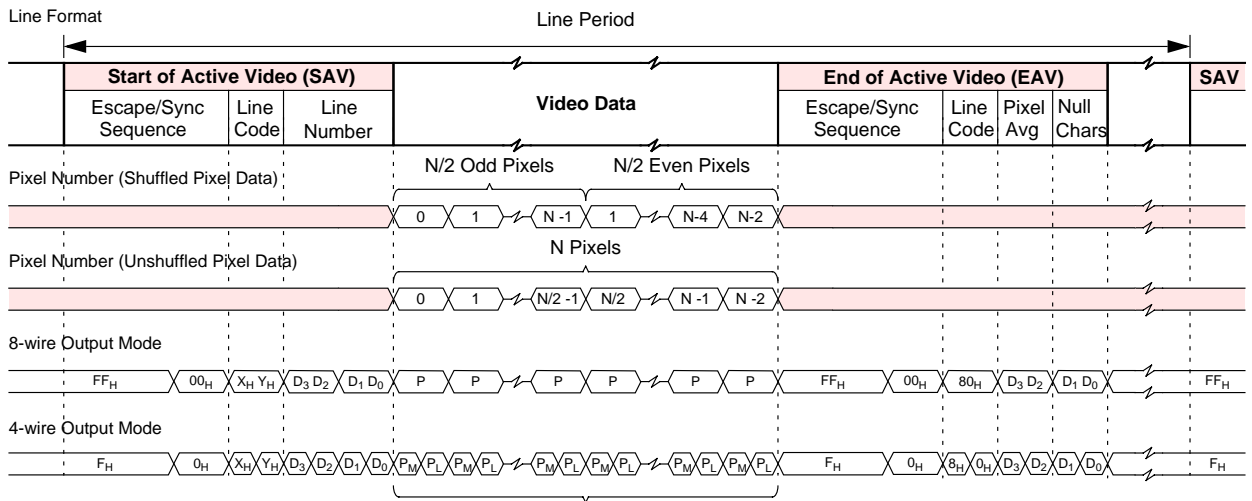 Line Format
Line Period
Start of Active Video (SAV)
Video Data
End of Active Video (EAV)
SAV
Escape/Sync Sequence
Line Code
Line Number
Escape/Sync Sequence
Line Code
Pixel Avg
Null Chars
N/2 Odd Pixels
N/2 Even Pixels
Pixel Number (Shuffled Pixel Data)
0 1 N -1 1 N-4 N-2
N Pixels
Pixel Number (Unshuffled Pixel Data)
0 1 N/2 -1 N/2 N -1 N -2
8-wire Output Mode
FFH 00H XH YH D3 D2 D1 D0 P P P P P P FFH 00H 80H D3 D2 D1 D0 FFH
4-wire Output Mode
FH 0H XH YH D3 D2 D1 D0 PM PL PM PL PM PL PM PL PM PL PM PL FH 0H 8H 0H D3 D2 D1 D0 FH